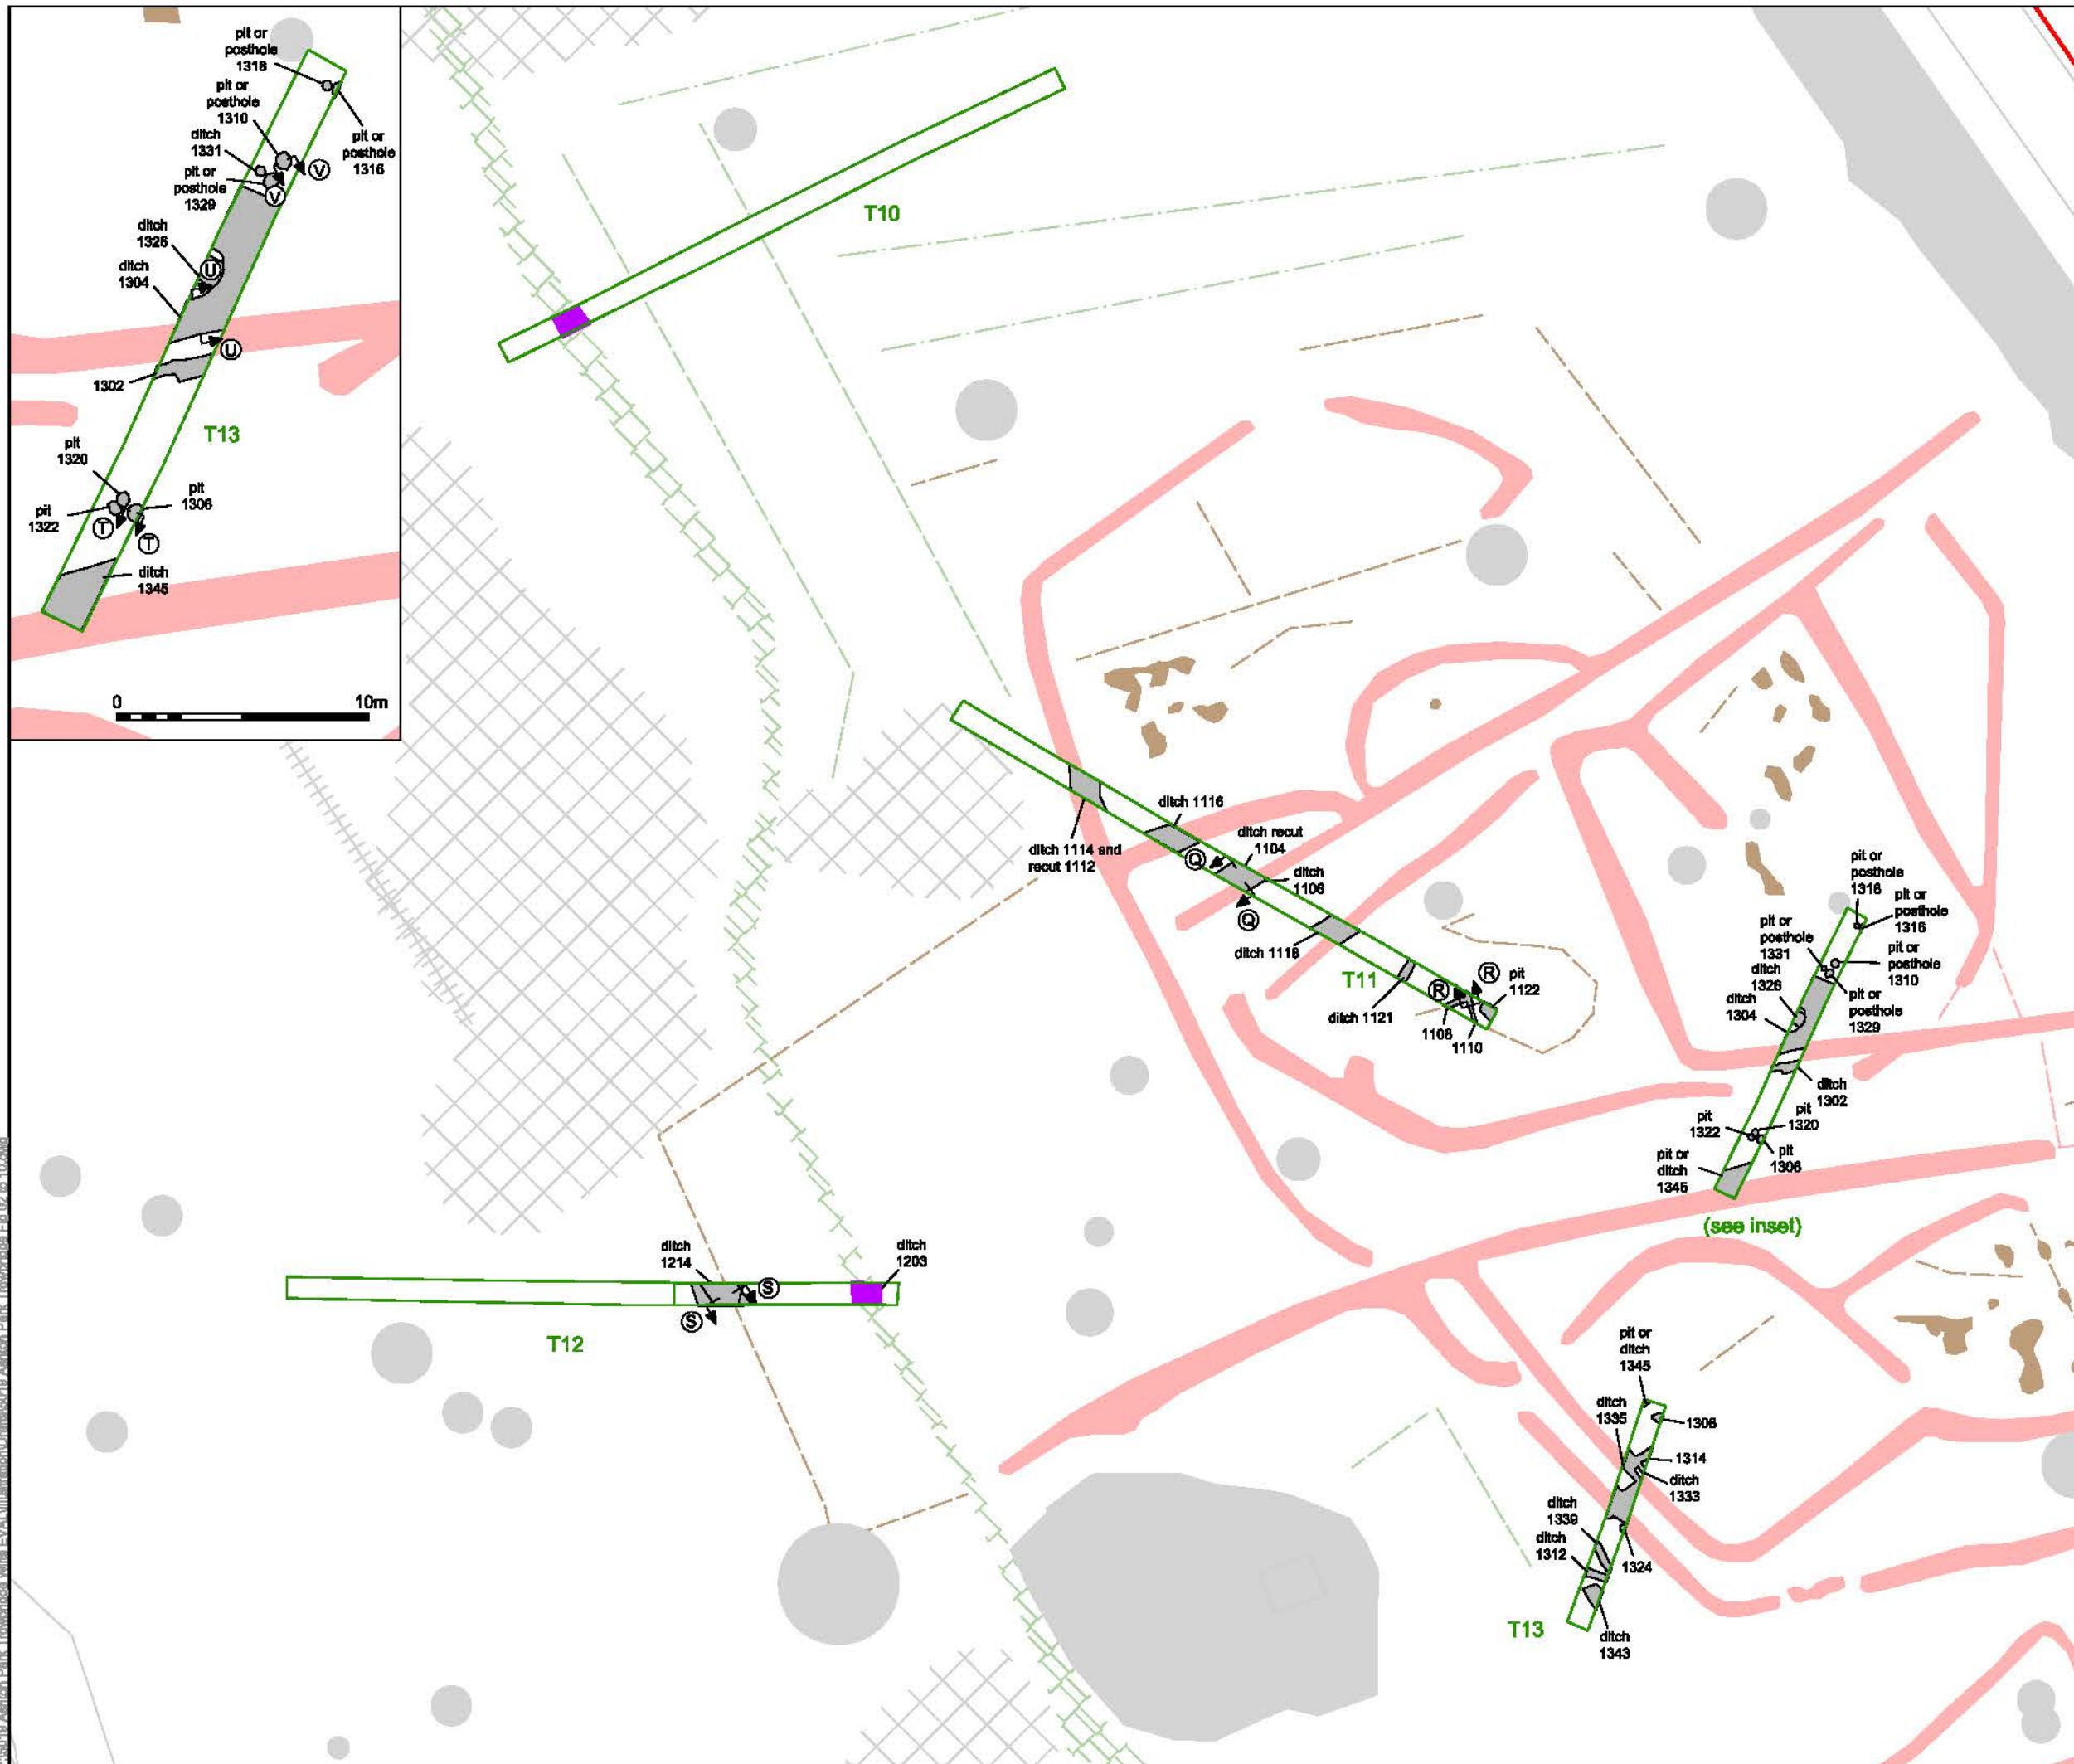 pit or
posthole
1318
pit or
posthole
1310
ditch
1331
pit or
posthole
1329
pit or
posthole
1316
V
V
ditch
1326
U
ditch
1304
U
1302
T13
pit
1320
pit
1306
pit
1322
T
T
ditch
1345
0 10m
T10
ditch 1116
ditch recut
1104
ditch 1114 and
recut 1112
Q
ditch
1106
Q
ditch 1118
T11
R
R
pit
1122
ditch 1121
1108
1110
pit or
posthole
1318
pit or
posthole
1316
pit or
posthole
1331
pit or
posthole
1310
ditch
1326
pit or
posthole
1329
ditch
1304
ditch
1302
pit
1320
pit
1322
pit
1306
pit or
ditch
1345
(see inset)
ditch
1214
S
S
ditch
1203
T12
pit or
ditch
1345
ditch
1335
1308
1314
ditch
1333
ditch
1339
ditch
1312
1324
T13
ditch
1343